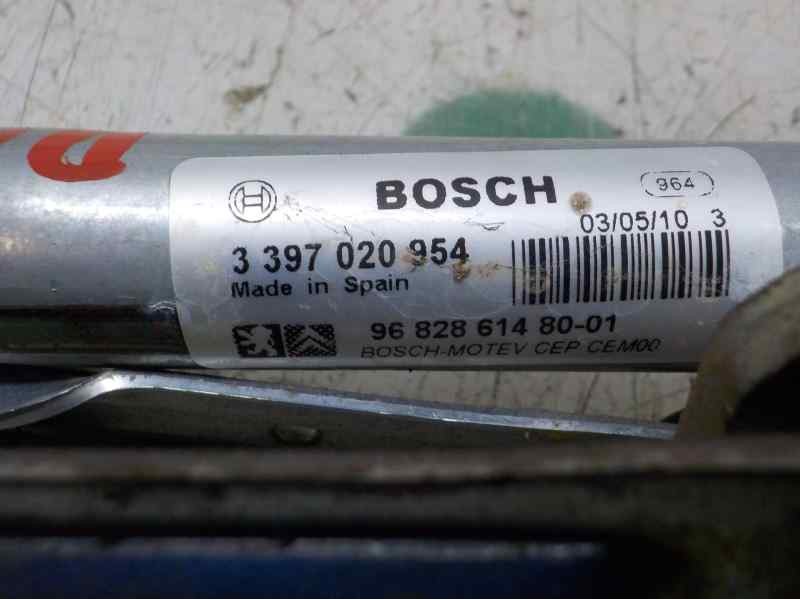 BOSCH
964
03/05/10 3
3 397 020 954
Made in Spain
96 828 614 80-01
BOSCH-MOTEV CEP CEM00